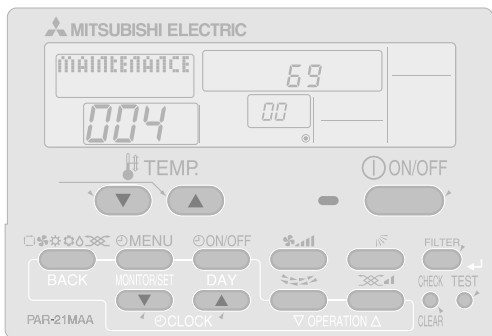 MITSUBISHI ELECTRIC
MAINTENANCE
69
004
00
TEMP.
ON/OFF
MENU
ON/OFF
FILTER
BACK
MONITOR/SET
DAY
CHECK TEST
PAR-21MAA
CLOCK
▽ OPERATION △
CLEAR